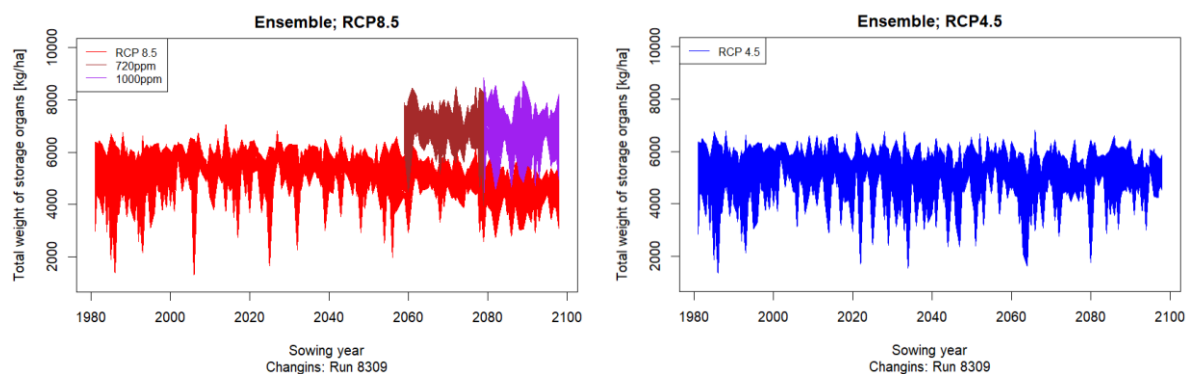 Ensemble; RCP8.5
Total weight of storage organs [kg/ha]
10000
8000
6000
4000
2000
RCP 8.5
720ppm
1000ppm
1980 2000 2020 2040 2060 2080 2100
Sowing year
Changins: Run 8309
Ensemble; RCP4.5
Total weight of storage organs [kg/ha]
10000
8000
6000
4000
2000
RCP 4.5
1980 2000 2020 2040 2060 2080 2100
Sowing year
Changins: Run 8309